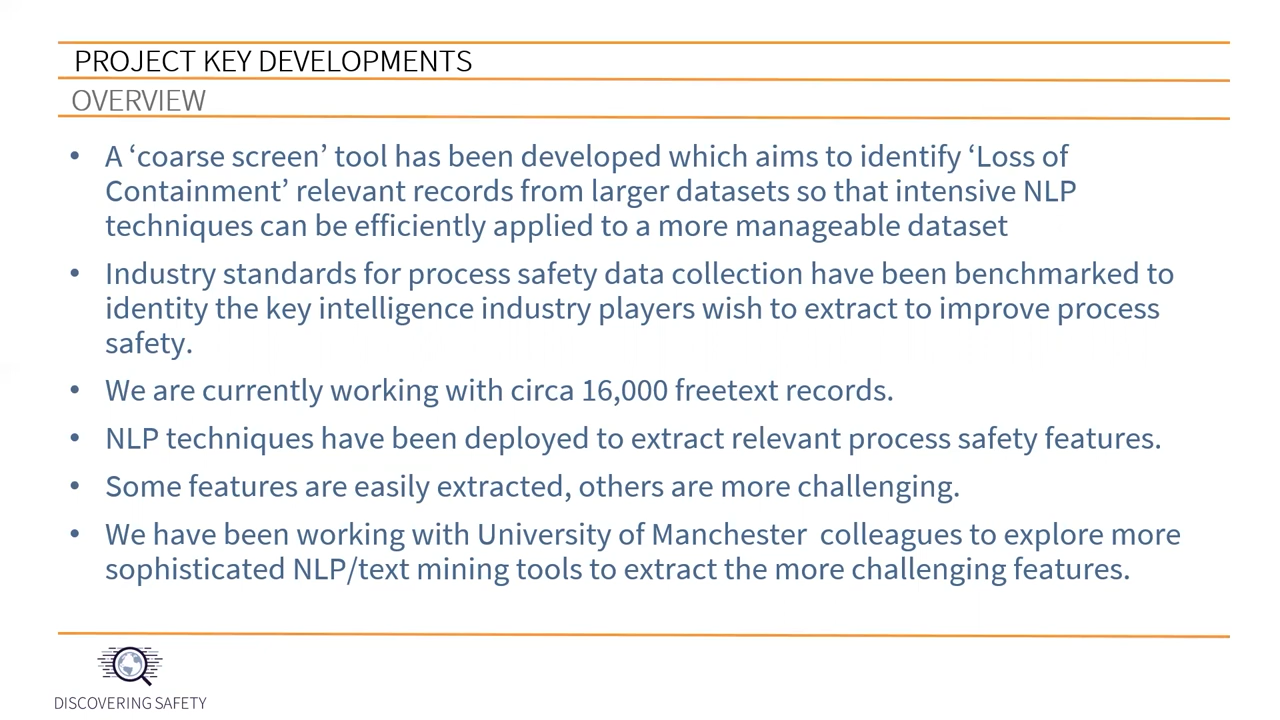 PROJECT KEY DEVELOPMENTS
OVERVIEW
• A ‘coarse screen’ tool has been developed which aims to identify ‘Loss of
Containment’ relevant records from larger datasets so that intensive NLP
techniques can be efficiently applied to a more manageable dataset
• Industry standards for process safety data collection have been benchmarked to
identity the key intelligence industry players wish to extract to improve process
safety.
• We are currently working with circa 16,000 freetext records.
• NLP techniques have been deployed to extract relevant process safety features.
• Some features are easily extracted, others are more challenging.
• We have been working with University of Manchester  colleagues to explore more
sophisticated NLP/text mining tools to extract the more challenging features.
DISCOVERING SAFETY